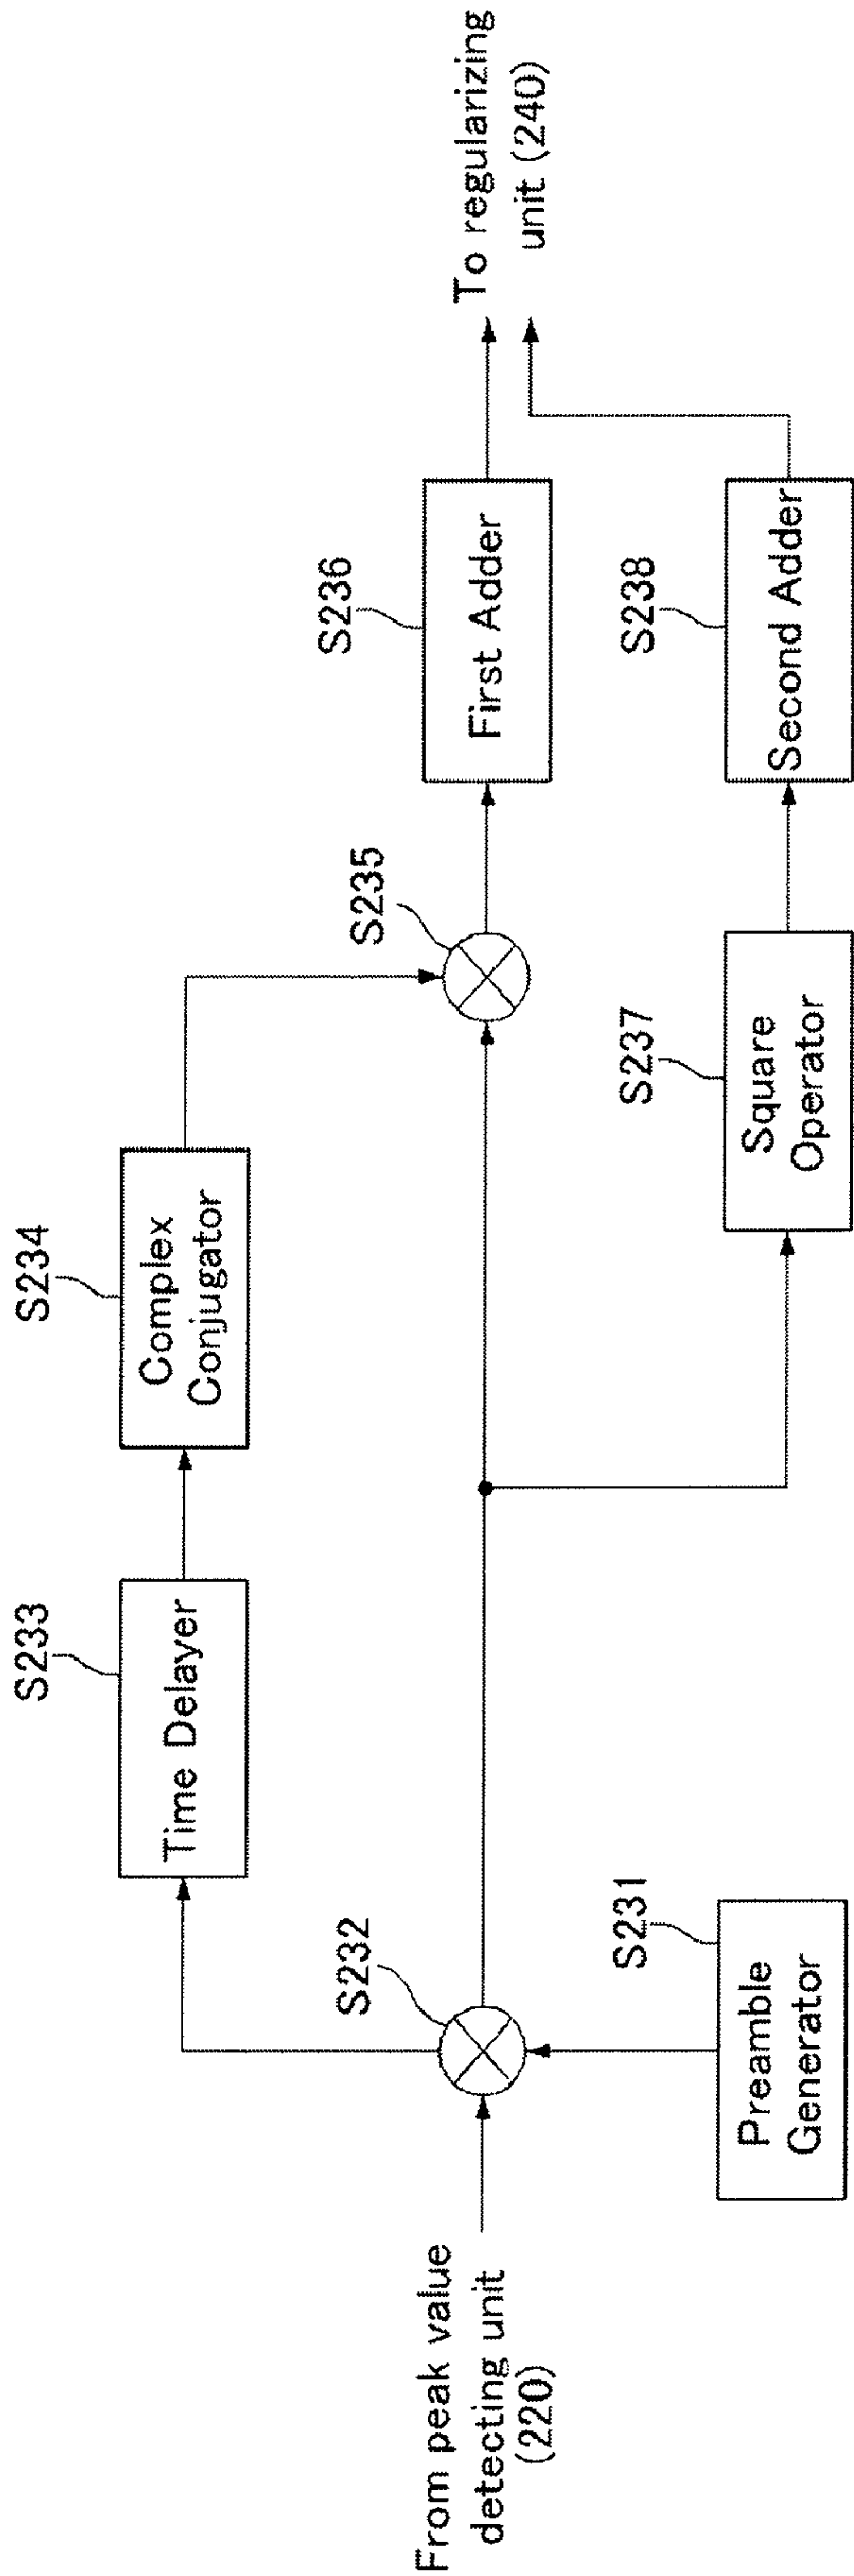 S233
Time Delayer
S234
Complex
Conjugator
From peak value
detecting unit
(220)
S232
S235
S236
First Adder
To regularizing
unit (240)
S231
Preamble
Generator
S237
Square
Operator
S238
Second Adder